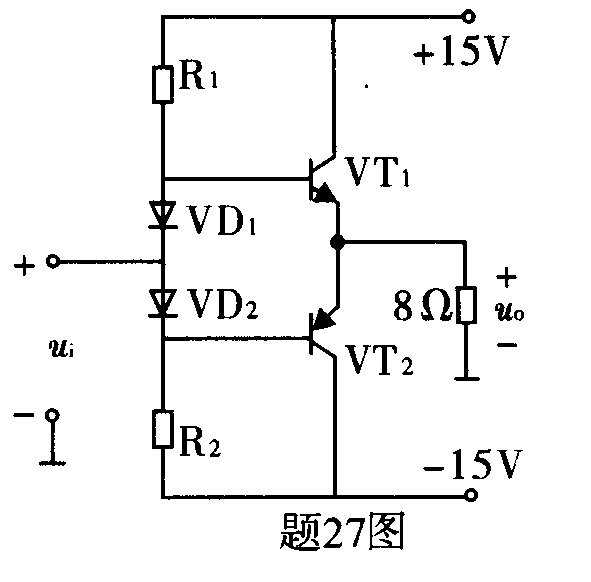 +15V
R1
VT1
VD1
+
VD2
8Ω
+
uo
-
ui
VT2
-
R2
-15V
题27图